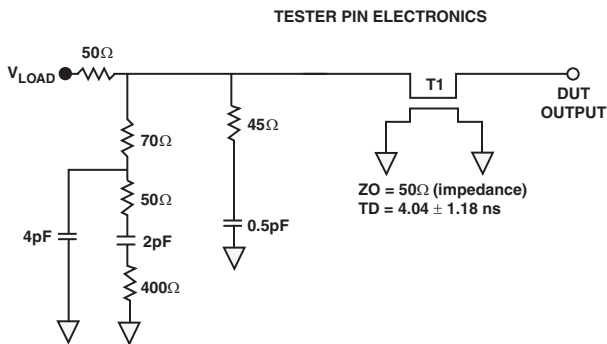 TESTER PIN ELECTRONICS
50Ω
VLOAD
T1
DUT
OUTPUT
70Ω
45Ω
50Ω
ZO = 50Ω (impedance)
TD = 4.04 ± 1.18 ns
4pF
2pF
0.5pF
400Ω